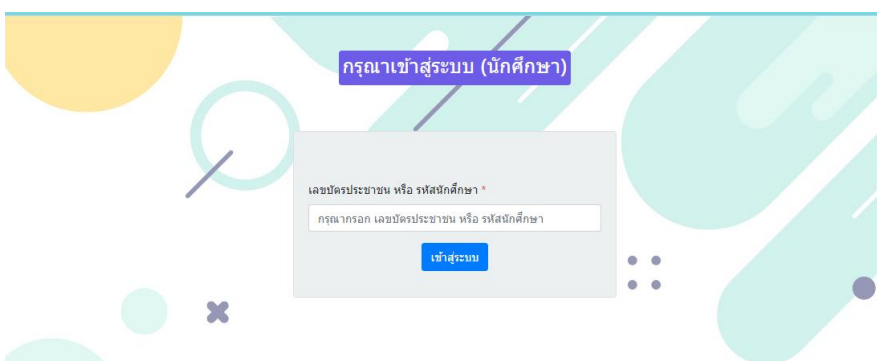 กรุณาเข้าสู่ระบบ (นักศึกษา)
เลขบัตรประชาชน หรือ รหัสนักศึกษา *
กรุณากรอก เลขบัตรประชาชน หรือ รหัสนักศึกษา
เข้าสู่ระบบ